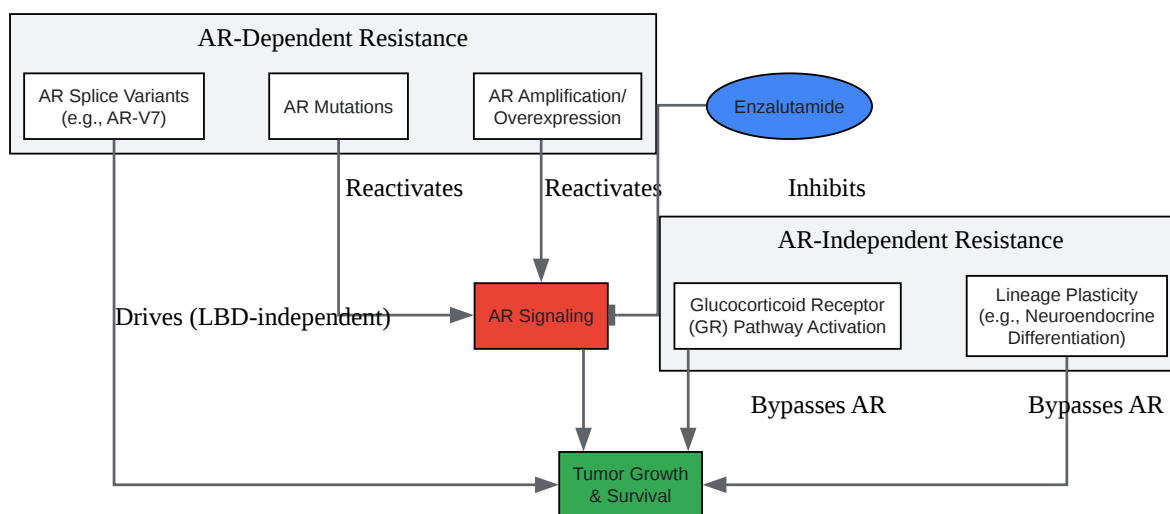 AR-Dependent Resistance
AR Splice Variants
(e.g., AR-V7)
AR Mutations
AR Amplification/
Overexpression
Enzalutamide
Reactivates
Reactivates
Inhibits
AR-Independent Resistance
Drives (LBD-independent)
AR Signaling
Glucocorticoid Receptor
(GR) Pathway Activation
Lineage Plasticity
(e.g., Neuroendocrine
Differentiation)
Bypasses AR
Bypasses AR
Tumor Growth
& Survival